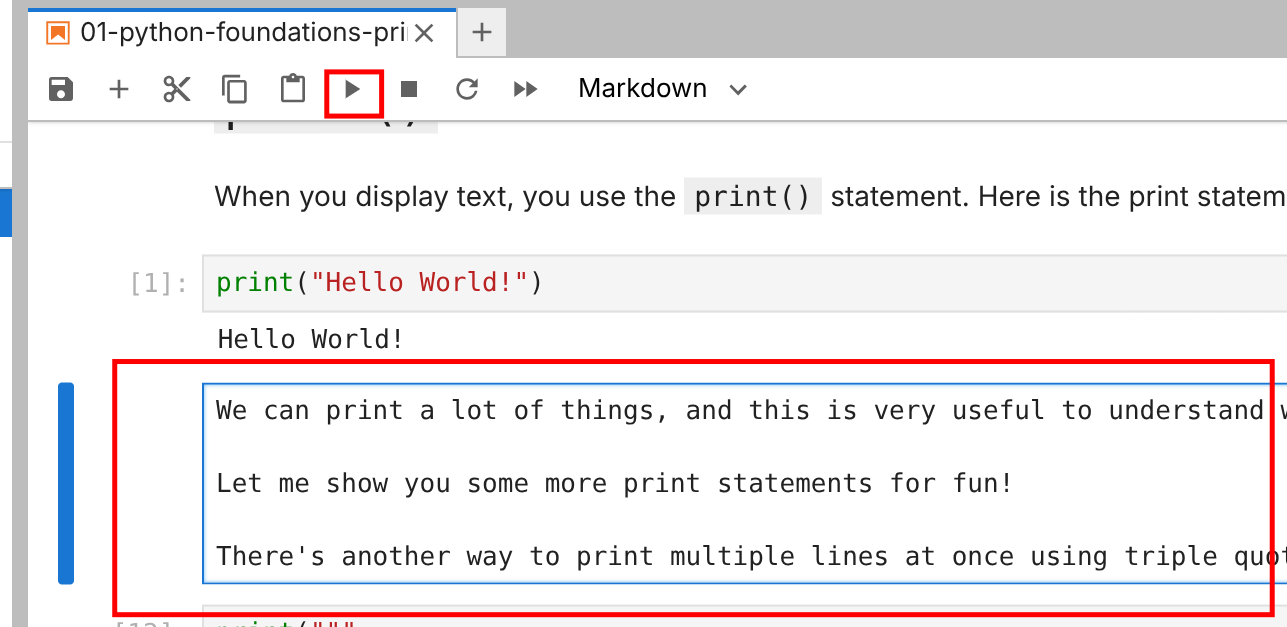 01-python-foundations-pri
Markdown
When you display text, you use the print() statement. Here is the print statem
[1]: print("Hello World!")
Hello World!
We can print a lot of things, and this is very useful to understand
Let me show you some more print statements for fun!
There's another way to print multiple lines at once using triple quot
print("""